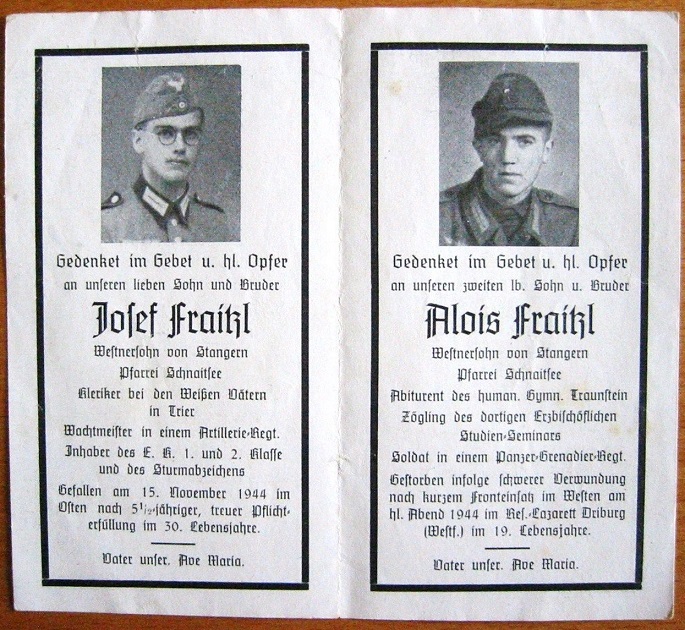 Gedenket im Gebet u. hl. Opfer
an unseren lieben Sohn und Bruder
Josef Fraitzl
Westnersohn von Stangern
Pfarrei Schnaitsee
Kleriker bei den Weißen Vätern
in Trier
Wachtmeister in einem Artillerie-Regt.
Inhaber des E. K. 1. und 2. Klasse
und des Sturmabzeichens
Gefallen am 15. November 1944 im
Osten nach 5½-jähriger, treuer Pflicht-
erfüllung im 30. Lebensjahre.
Vater unser. Ave Maria.
Gedenket im Gebet u. hl. Opfer
an unseren zweiten lb. Sohn u. Bruder
Alois Fraitzl
Westnersohn von Stangern
Pfarrei Schnaitsee
Abiturent des human. Gymn. Traunstein
Zögling des dortigen Erzbischöflichen
Studien-Seminars
Soldat in einem Panzer-Grenadier-Regt.
Gestorben infolge schwerer Verwundung
nach kurzem Fronteinsatz im Westen am
hl. Abend 1944 im Res.-Lazarett Driburg
(Westf.) im 19. Lebensjahre.
Vater unser. Ave Maria.